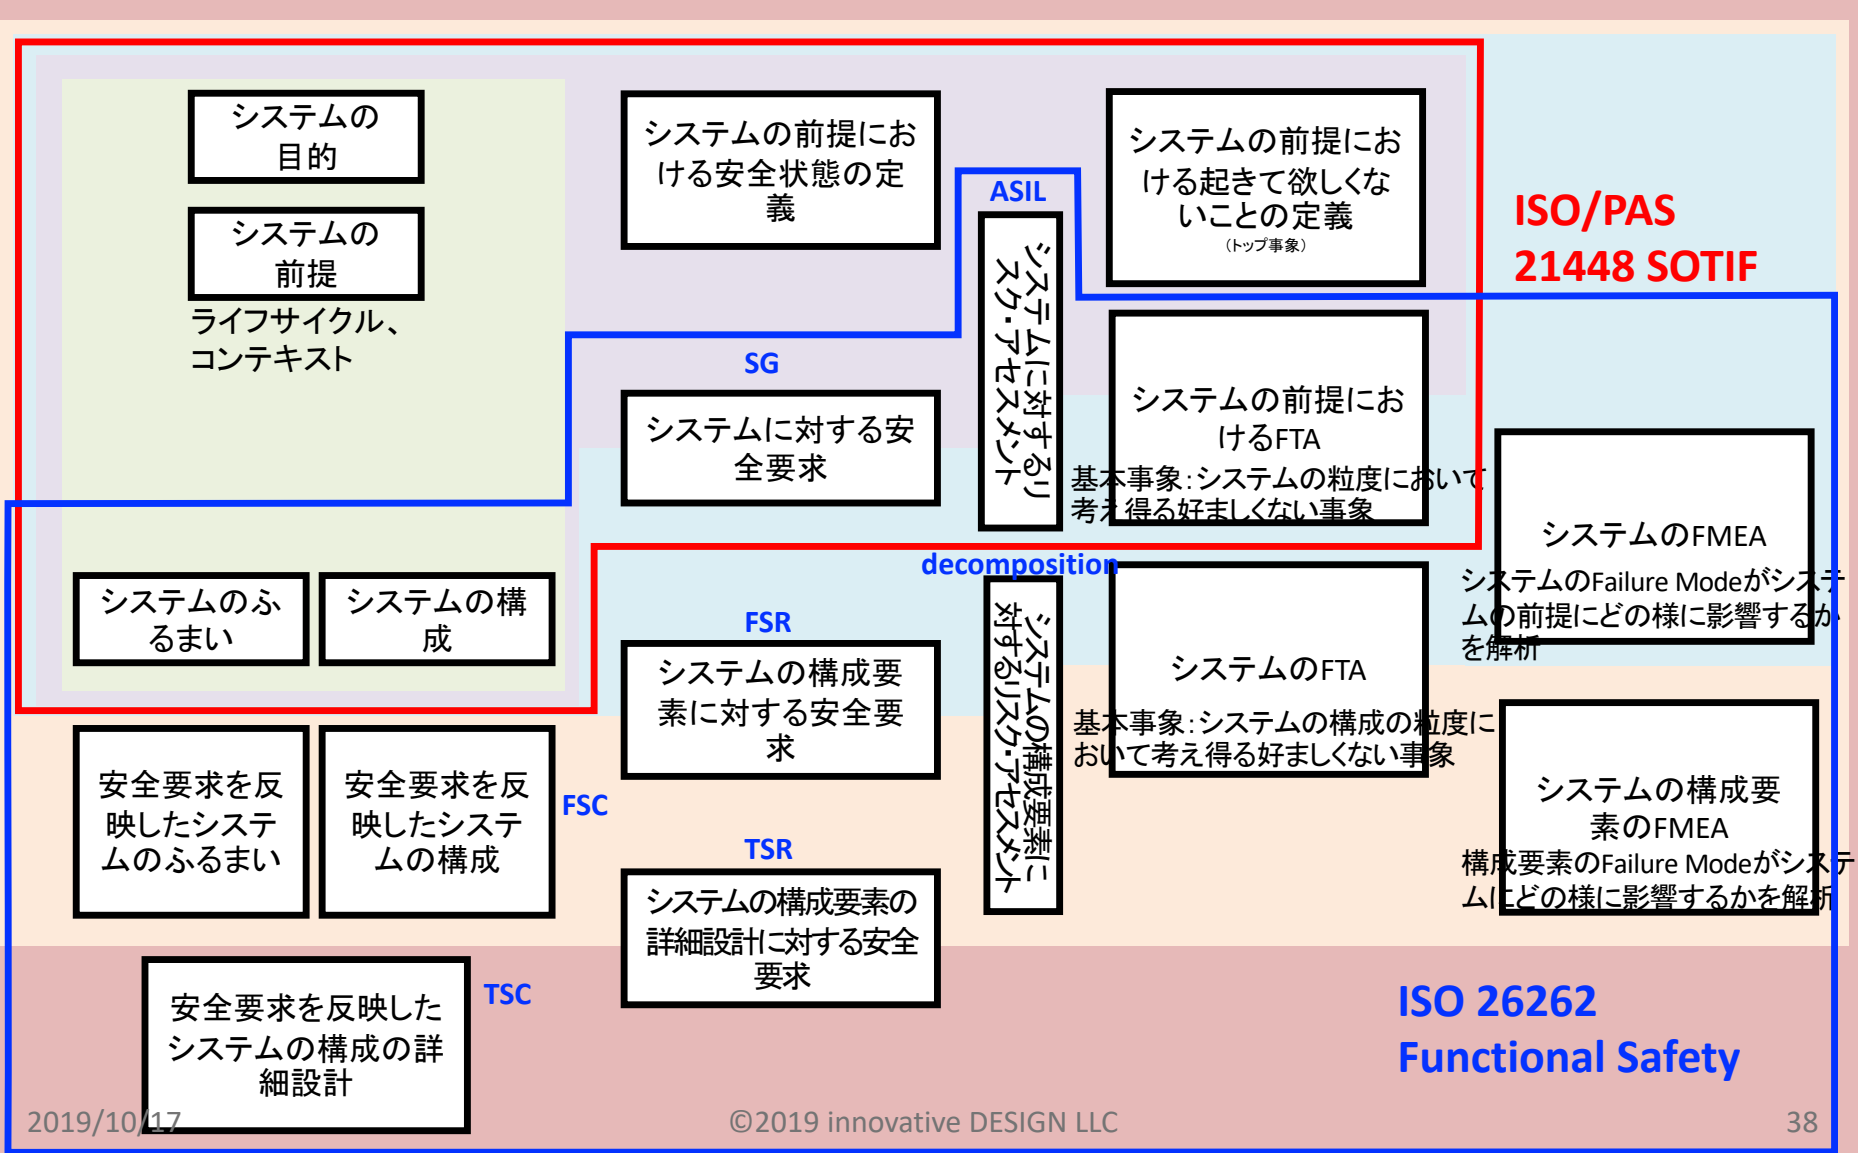 システムの
目的
システムの
前提
ライフサイクル、
コンテキスト
システムのふ
るまい
システムの構
成
安全要求を反
映したシステ
ムのふるまい
安全要求を反
映したシステ
ムの構成
FSC
安全要求を反映した
システムの構成の詳
細設計
TSC
システムの前提にお
ける安全状態の定
義
SG
システムに対する安
全要求
FSR
システムの構成要
素に対する安全要
求
TSR
システムの構成要素の
詳細設計に対する安全
要求
ASIL
システムに対するリ
スク・アセスメント
decomposition
システムの構成要素に
対するリスク・アセスメント
システムの前提にお
ける起きて欲しくな
いことの定義
（トップ事象）
システムの前提にお
けるFTA
基本事象：システムの粒度において
考え得る好ましくない事象
システムのFTA
基本事象：システムの構成の粒度に
おいて考え得る好ましくない事象
ISO/PAS
21448 SOTIF
システムのFMEA
システムのFailure Modeがシステ
ムの前提にどの様に影響するか
を解析
システムの構成要
素のFMEA
構成要素のFailure Modeがシステ
ムにどの様に影響するかを解析
ISO 26262
Functional Safety
2019/10/17
©2019 innovative DESIGN LLC
38